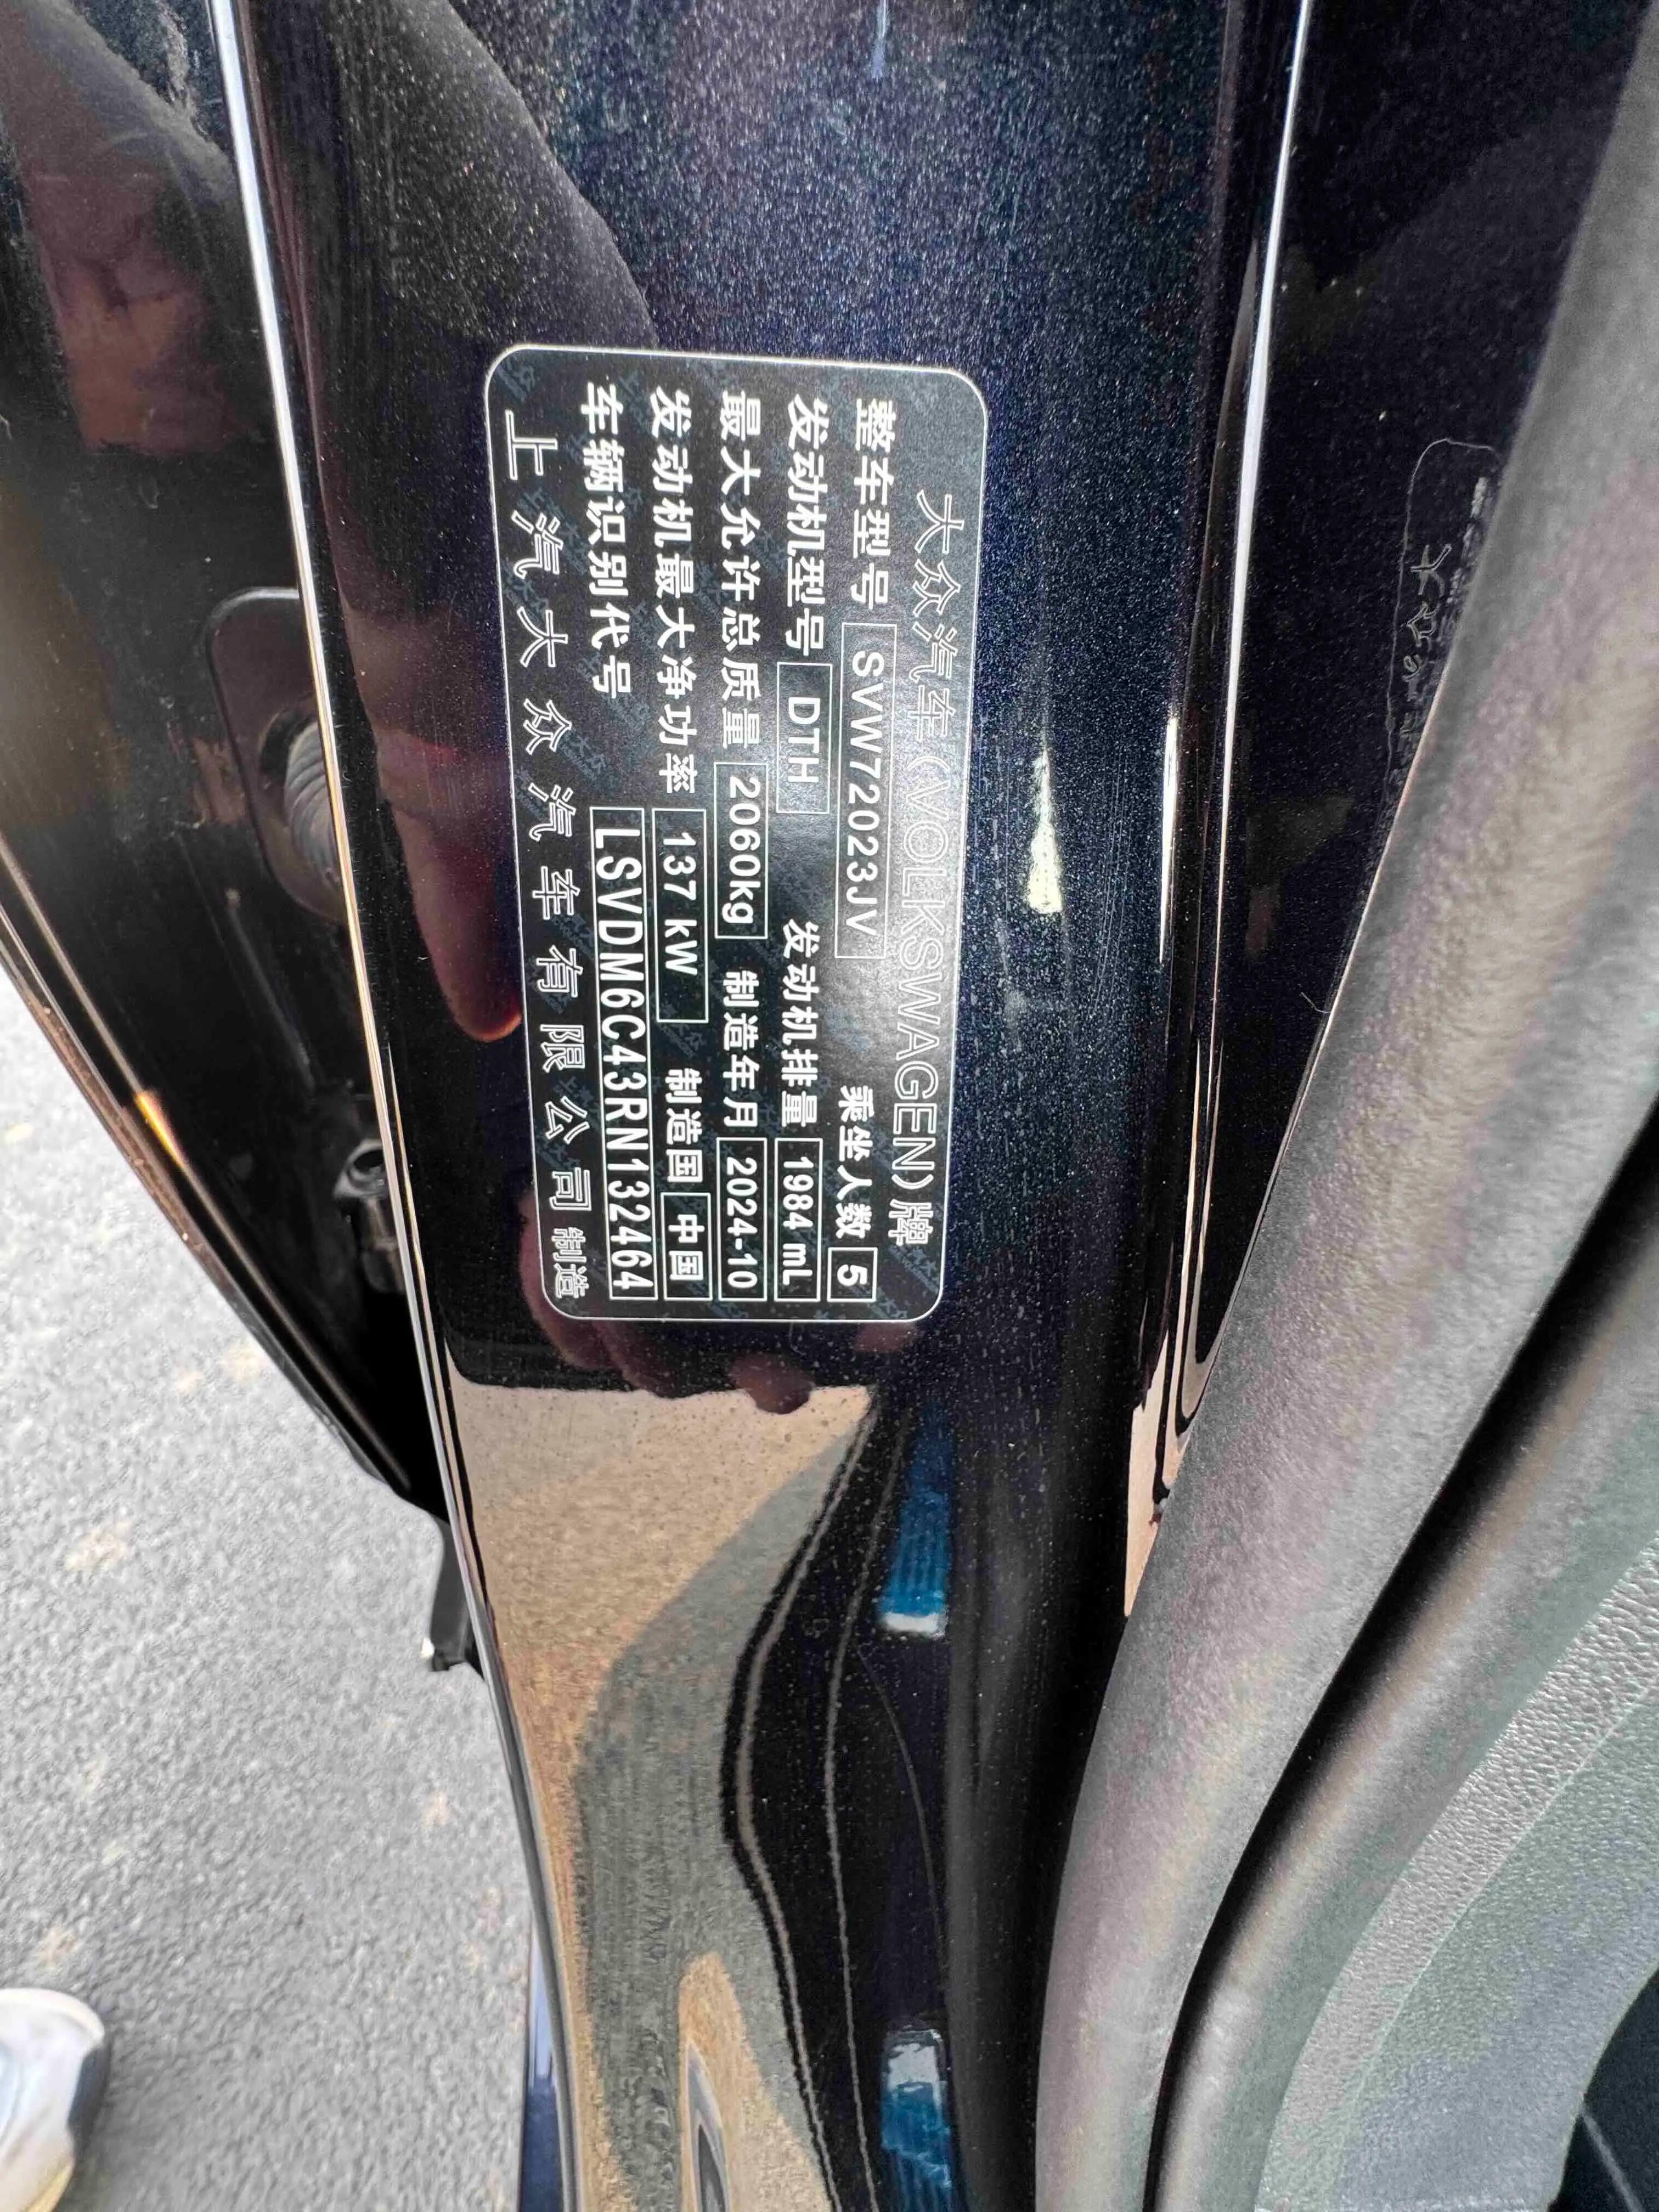 大众汽车(VOLKSWAGEN)牌
整车型号 SVW72023JV 乘坐人数 5
发动机型号 DTH 发动机排量 1984 mL
最大允许总质量 2060kg 制造年月 2024-10
发动机最大净功率 137 kW 制造国 中国
车辆识别代号 LSVDM6C43RN132464
上汽大众汽车有限公司 制造